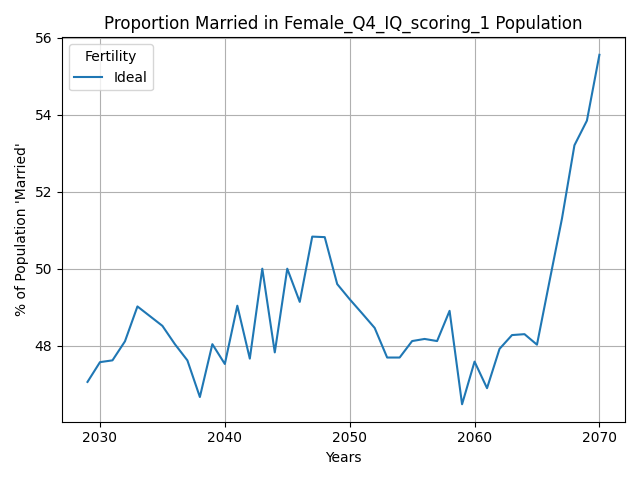 Proportion Married in Female_Q4_IQ_scoring_1 Population
56
54
52
50
48
% of Population 'Married'
Fertility
Ideal
2030
2040
2050
2060
2070
Years